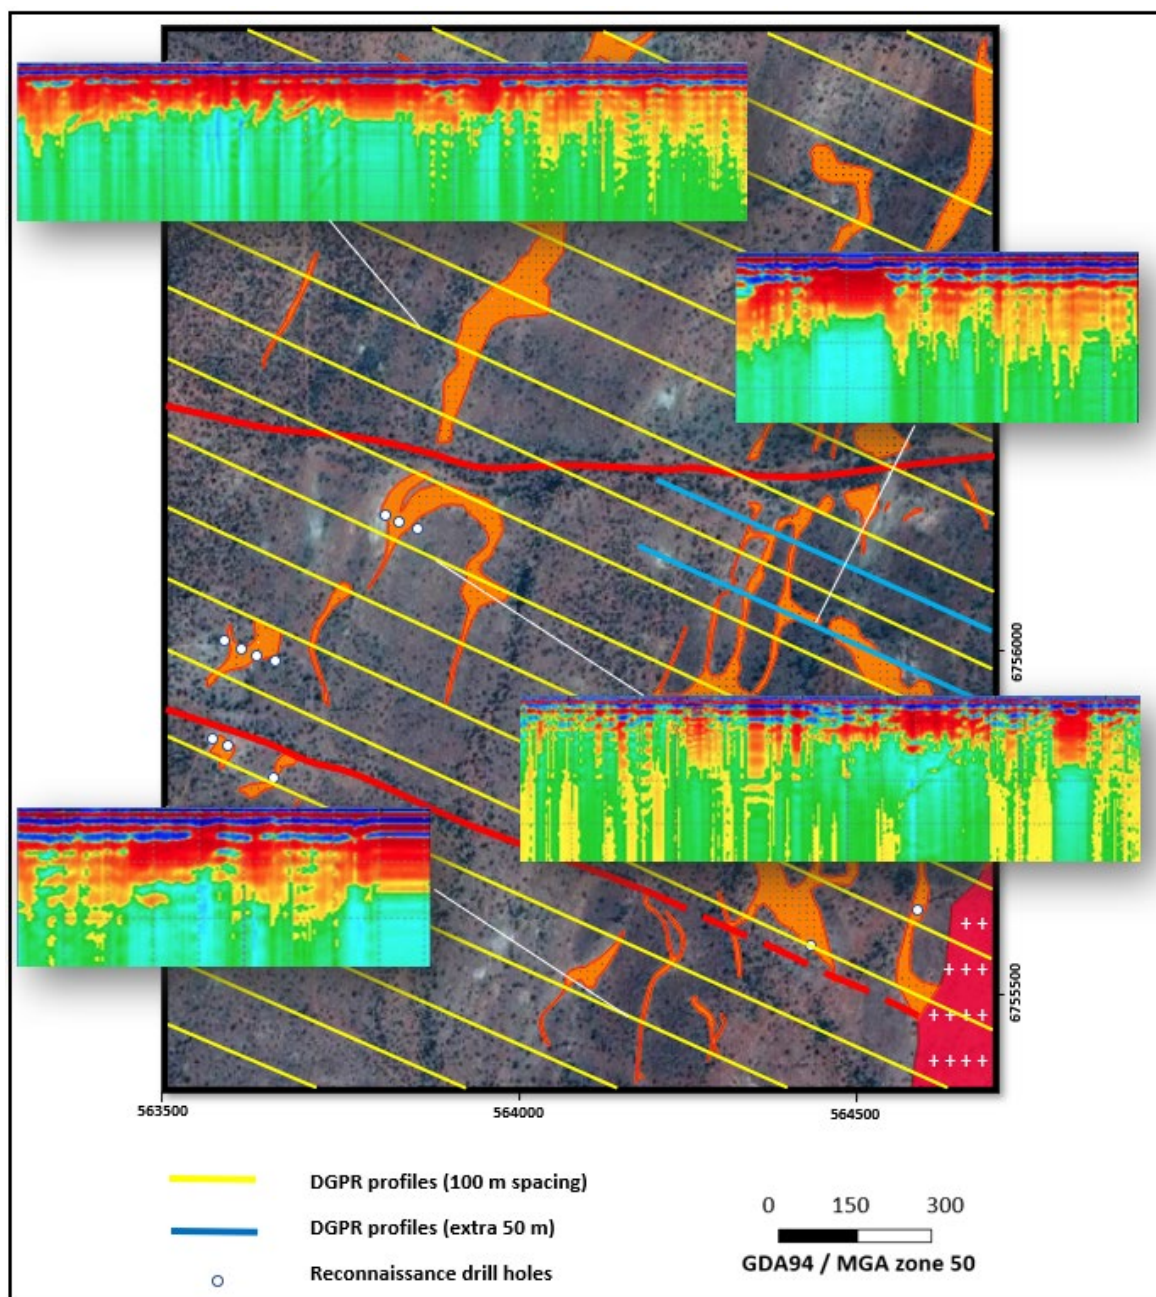 6756000
6755500
563500
564000
564500
DGPR profiles (100 m spacing)
DGPR profiles (extra 50 m)
Reconnaissance drill holes
0 150 300
GDA94 / MGA zone 50